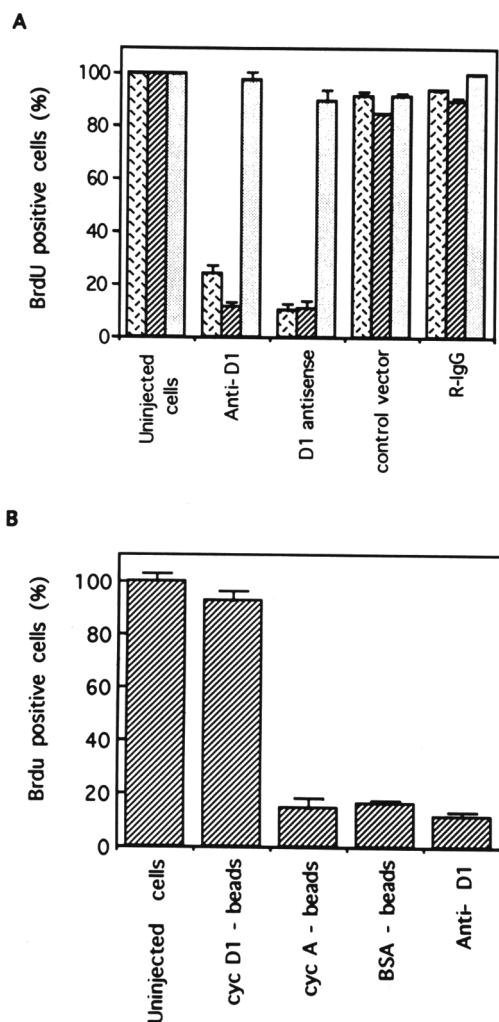 A
BrdU positive cells (%)
100
80
60
40
20
0
Uninjected
cells
Anti-D1
D1 antisense
control vector
R-IgG
B
Brdu positive cells (%)
100
80
60
40
20
0
Uninjected cells
cyc D1 - beads
cyc A - beads
BSA - beads
Anti- D1